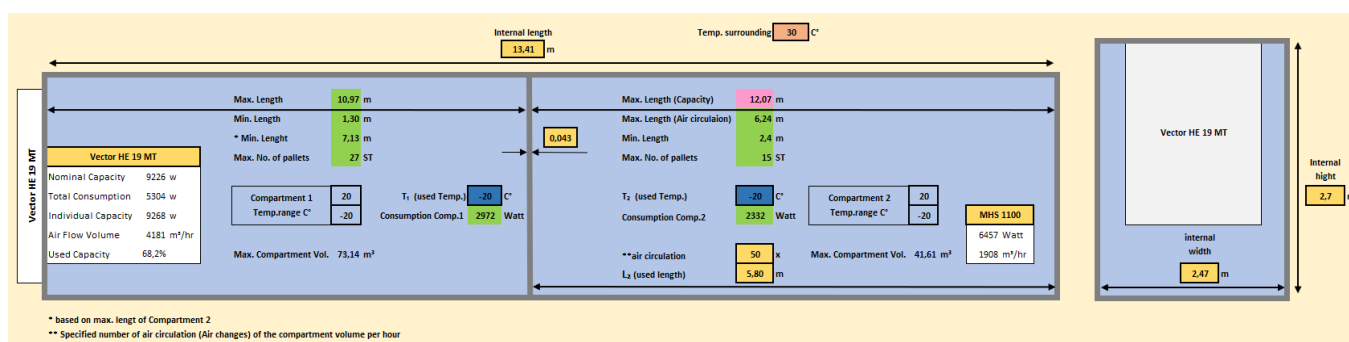 Internal length
Temp. surrounding 30 C°
13,41 m
Max. Length 10,97 m
Min. Length 1,30 m
* Min. Lenght 7,13 m
Max. No. of pallets 27 ST
Max. Length (Capacity) 12,07 m
Max. Length (Air circulaion) 6,24 m
Min. Length 2,4 m
Max. No. of pallets 15 ST
0,043
Vector HE 19 MT
Vector HE 19 MT
Nominal Capacity 9226 w
Total Consumption 5304 w
Individual Capacity 9268 w
Air Flow Volume 4181 m³/hr
Used Capacity 68,2%
Compartment 1 20
Temp.range C° -20
T₁ (used Temp.) -20 C°
Consumption Comp.1 2972 Watt
Max. Compartment Vol. 73,14 m³
T₂ (used Temp.) -20 C°
Consumption Comp.2 2332 Watt
Compartment 2 20
Temp.range C° -20
MHS 1100
6457 Watt
1908 m³/hr
**air circulation 50 x
Max. Compartment Vol. 41,61 m³
L₂ (used length) 5,80 m
Vector HE 19 MT
Internal
hight
2,7
internal
width
2,47 m
* based on max. lengt of Compartment 2
** Specified number of air circulation (Air changes) of the compartment volume per hour